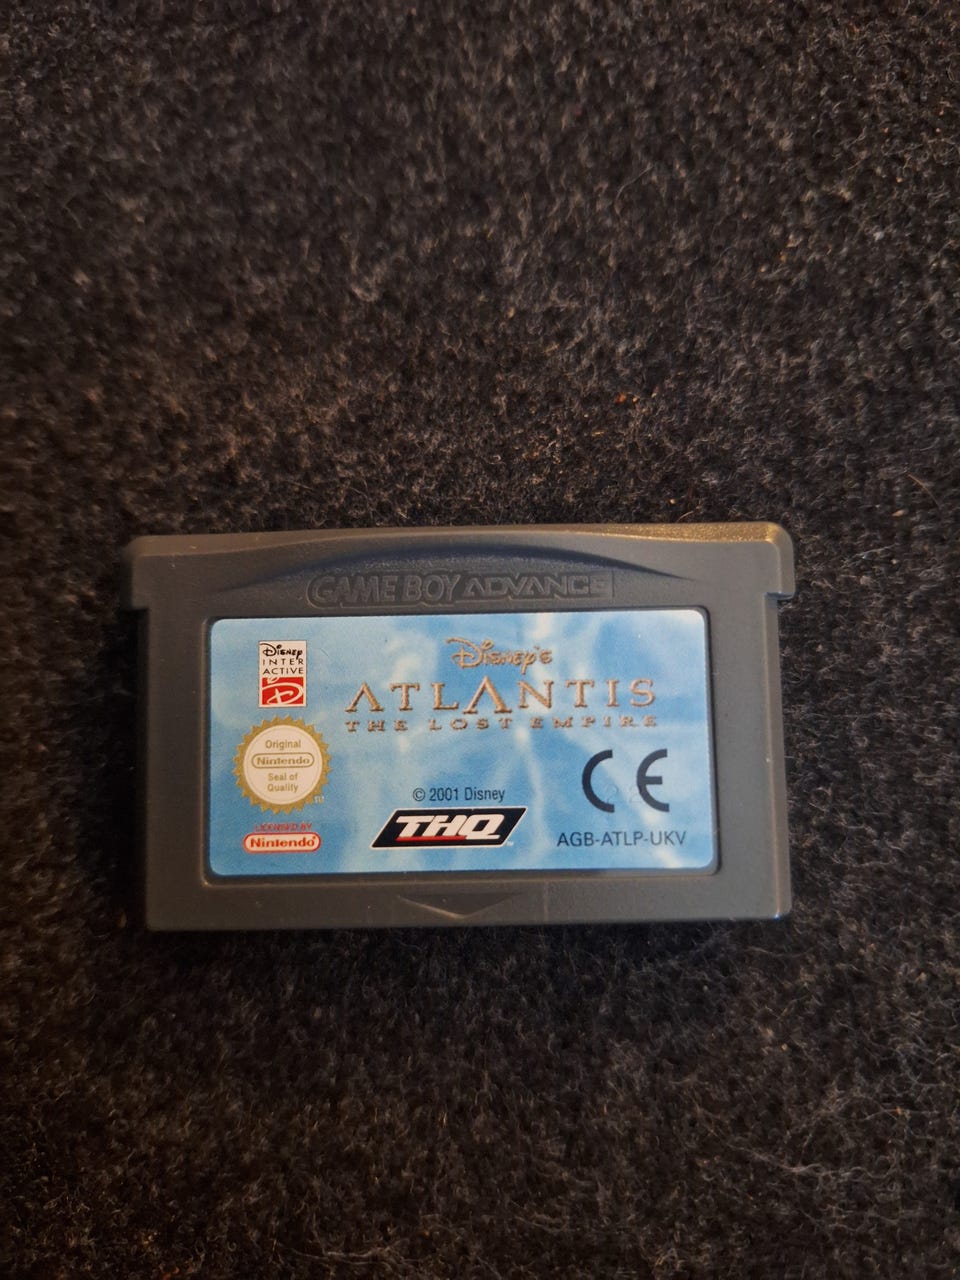 GAME BOY ADVANCE
Disney
INTER
ACTIVE
D
Disney's
ATLANTIS
THE LOST EMPIRE
Original
Nintendo
Seal of
Quality
TM
LICENSED BY
Nintendo
© 2001 Disney
THQ
CE
AGB-ATLP-UKV